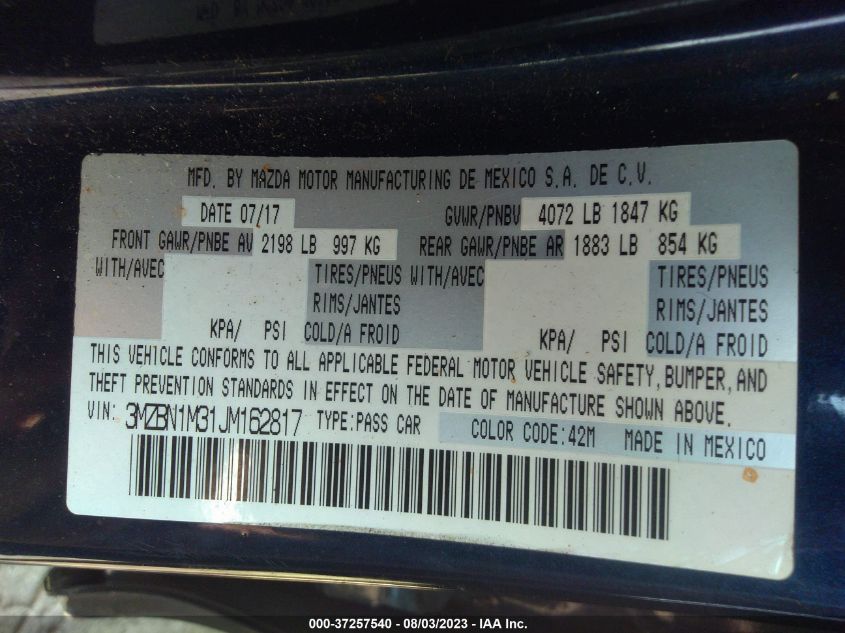 MFD. BY MAZDA MOTOR MANUFACTURING DE MEXICO S.A. DE C.V.
DATE 07/17 GVWR/PNBV 4072 LB 1847 KG
FRONT GAWR/PNBE AV 2198 LB 997 KG REAR GAWR/PNBE AR 1883 LB 854 KG
WITH/AVEC TIRES/PNEUS WITH/AVEC TIRES/PNEUS
RIMS/JANTES RIMS/JANTES
KPA/ PSI COLD/A FROID KPA/ PSI COLD/A FROID
THIS VEHICLE CONFORMS TO ALL APPLICABLE FEDERAL MOTOR VEHICLE SAFETY, BUMPER, AND
THEFT PREVENTION STANDARDS IN EFFECT ON THE DATE OF MANUFACTURE SHOWN ABOVE.
VIN: 3MZBN1M31JM162817 TYPE:PASS CAR COLOR CODE:42M MADE IN MEXICO
000-37257540 - 08/03/2023 - IAA Inc.